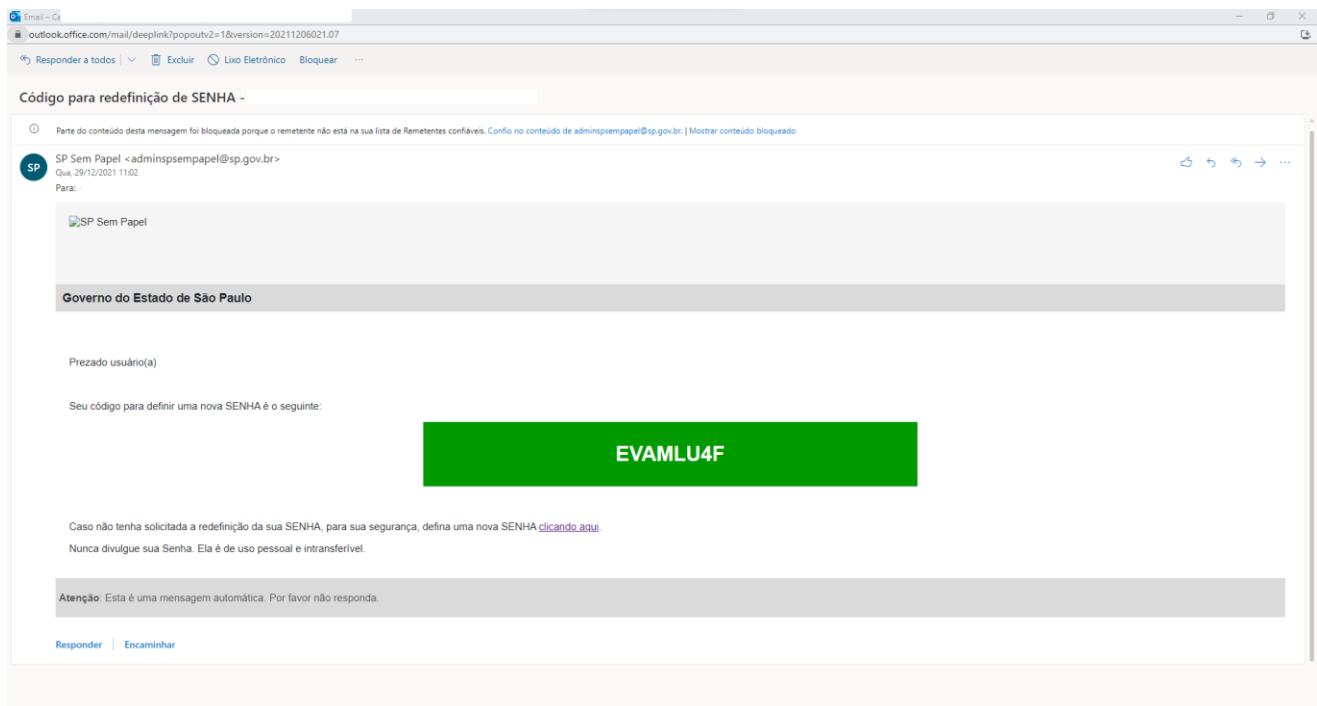 Email – Ca
outlook.office.com/mail/deeplink?popoutv2=1&version=20211206021.07
Responder a todos Excluir Lixo Eletrônico Bloquear ...
Código para redefinição de SENHA -
Parte do conteúdo desta mensagem foi bloqueada porque o remetente não está na sua lista de Remetentes confiáveis. Confio no conteúdo de adminspsempapel@sp.gov.br. | Mostrar conteúdo bloqueado
SP
SP Sem Papel <adminspsempapel@sp.gov.br>
Qua, 29/12/2021 11:02
Para:
SP Sem Papel
Governo do Estado de São Paulo
Prezado usuário(a)
Seu código para definir uma nova SENHA é o seguinte:
EVAMLU4F
Caso não tenha solicitada a redefinição da sua SENHA, para sua segurança, defina uma nova SENHA clicando aqui.
Nunca divulgue sua Senha. Ela é de uso pessoal e intransferível.
Atenção: Esta é uma mensagem automática. Por favor não responda.
Responder Encaminhar